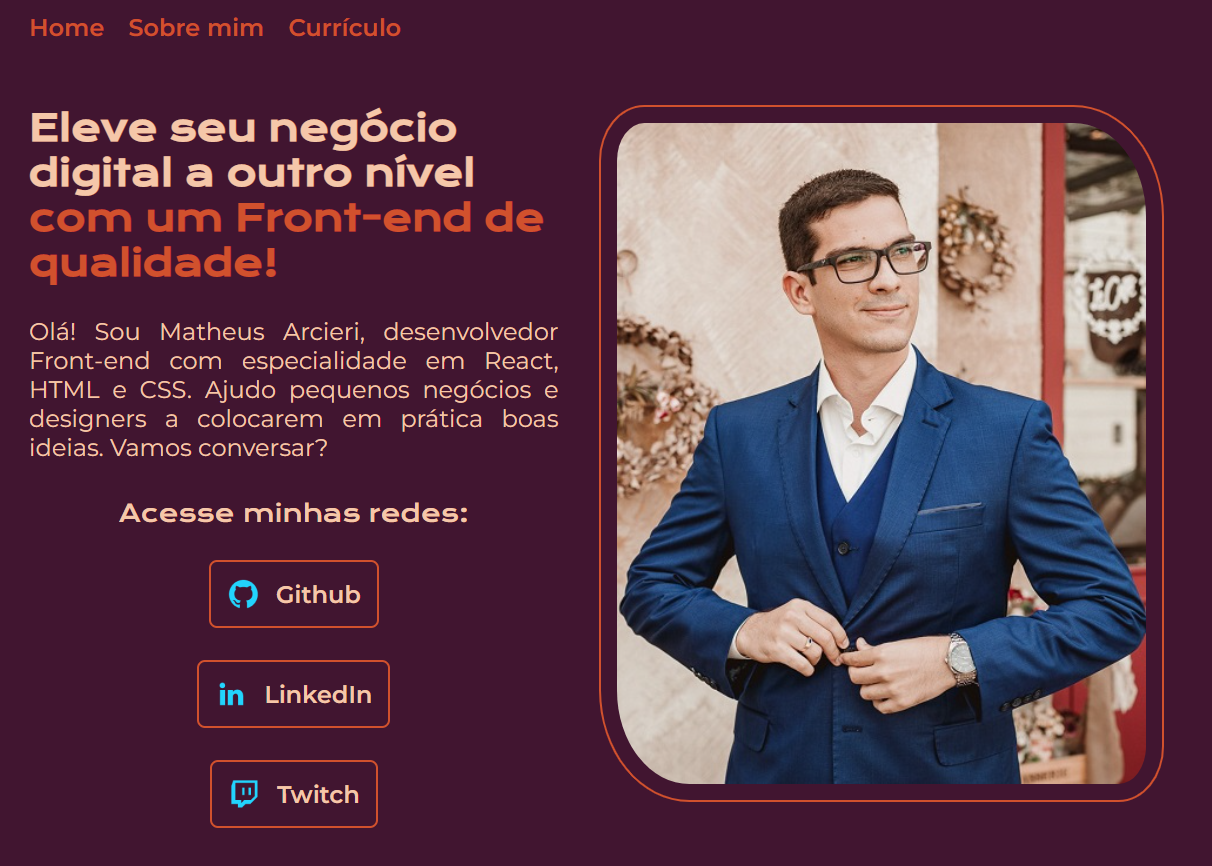 Home Sobre mim Currículo
Eleve seu negócio
digital a outro nível
com um Front-end de
qualidade!
Olá! Sou Matheus Arcieri, desenvolvedor
Front-end com especialidade em React,
HTML e CSS. Ajudo pequenos negócios e
designers a colocarem em prática boas
ideias. Vamos conversar?
Acesse minhas redes:
Github
LinkedIn
Twitch